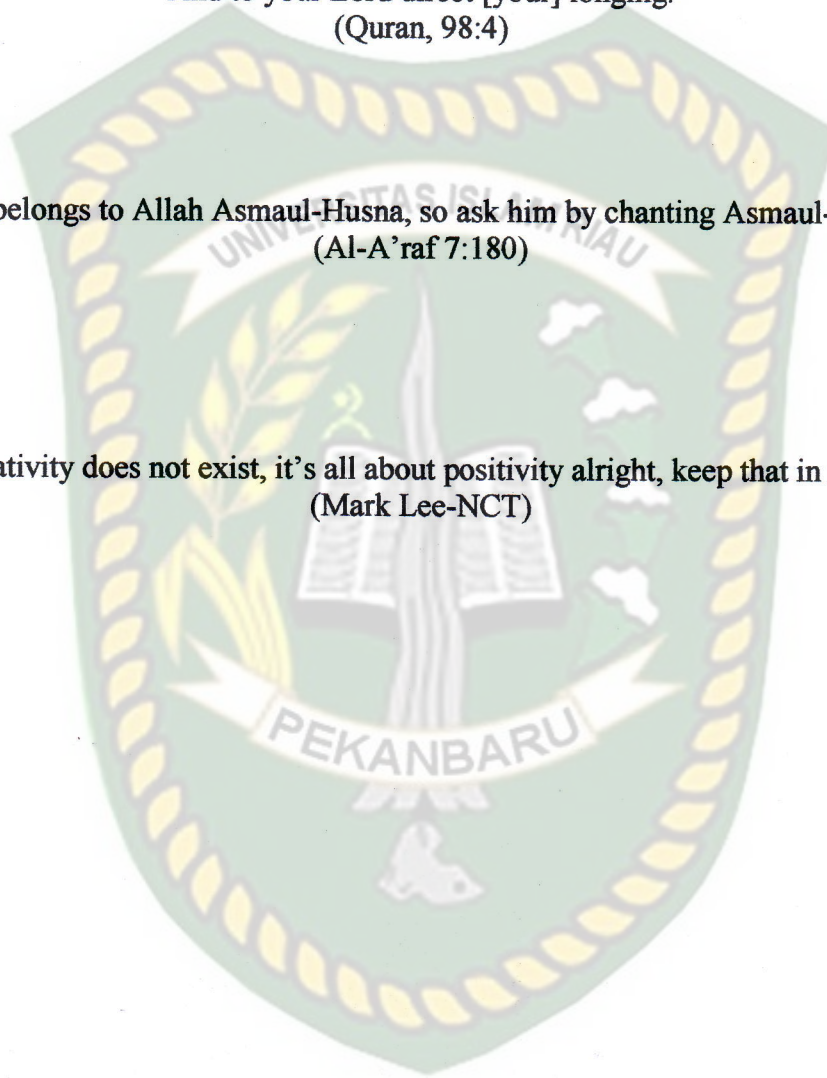 (Quran, 98:4)
belongs to Allah Asmaul-Husna, so ask him by chanting Asmaul-
(Al-A'raf 7:180)
ativity does not exist, it's all about positivity alright, keep that in
(Mark Lee-NCT)
UNIVERSITAS ISLAM RIAU
PEKANBARU